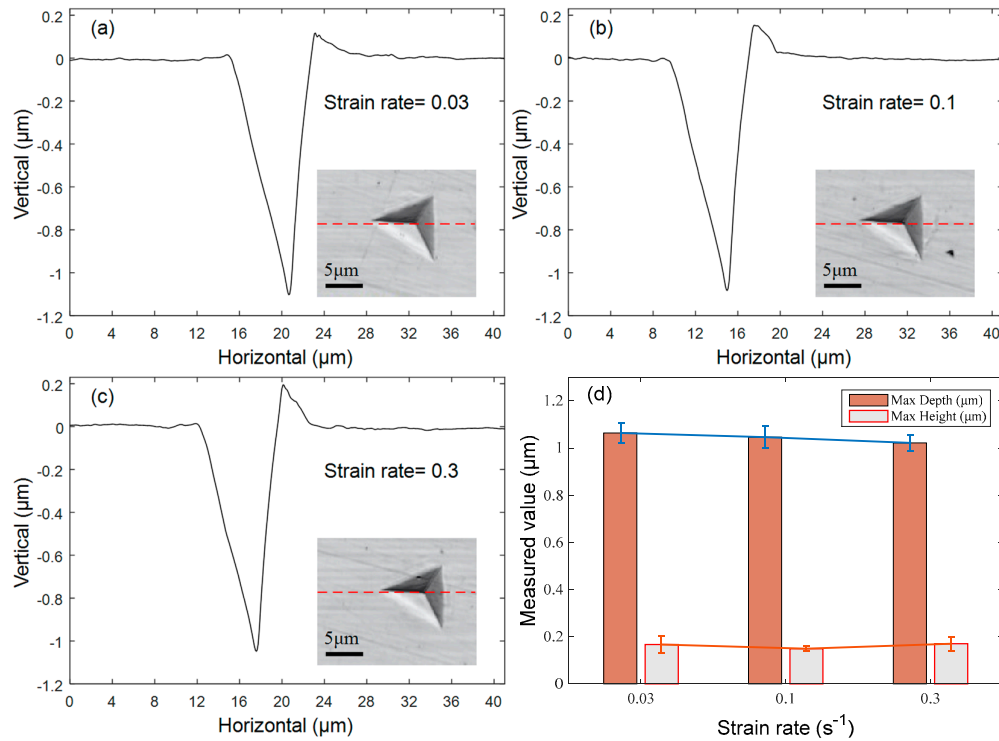 (a)
Strain rate= 0.03
Vertical (µm)
0.2
0
-0.2
-0.4
-0.6
-0.8
-1
-1.2
5µm
0 4 8 12 16 20 24 28 32 36 40
Horizontal (µm)
(b)
Strain rate= 0.1
Vertical (µm)
0.2
0
-0.2
-0.4
-0.6
-0.8
-1
-1.2
5µm
0 4 8 12 16 20 24 28 32 36 40
Horizontal (µm)
(c)
Strain rate= 0.3
Vertical (µm)
0.2
0
-0.2
-0.4
-0.6
-0.8
-1
-1.2
5µm
0 4 8 12 16 20 24 28 32 36 40
Horizontal (µm)
(d)
Max Depth (µm)
Max Height (µm)
Measured value (µm)
1.2
1
0.8
0.6
0.4
0.2
0
0.03 0.1 0.3
Strain rate (s⁻¹)